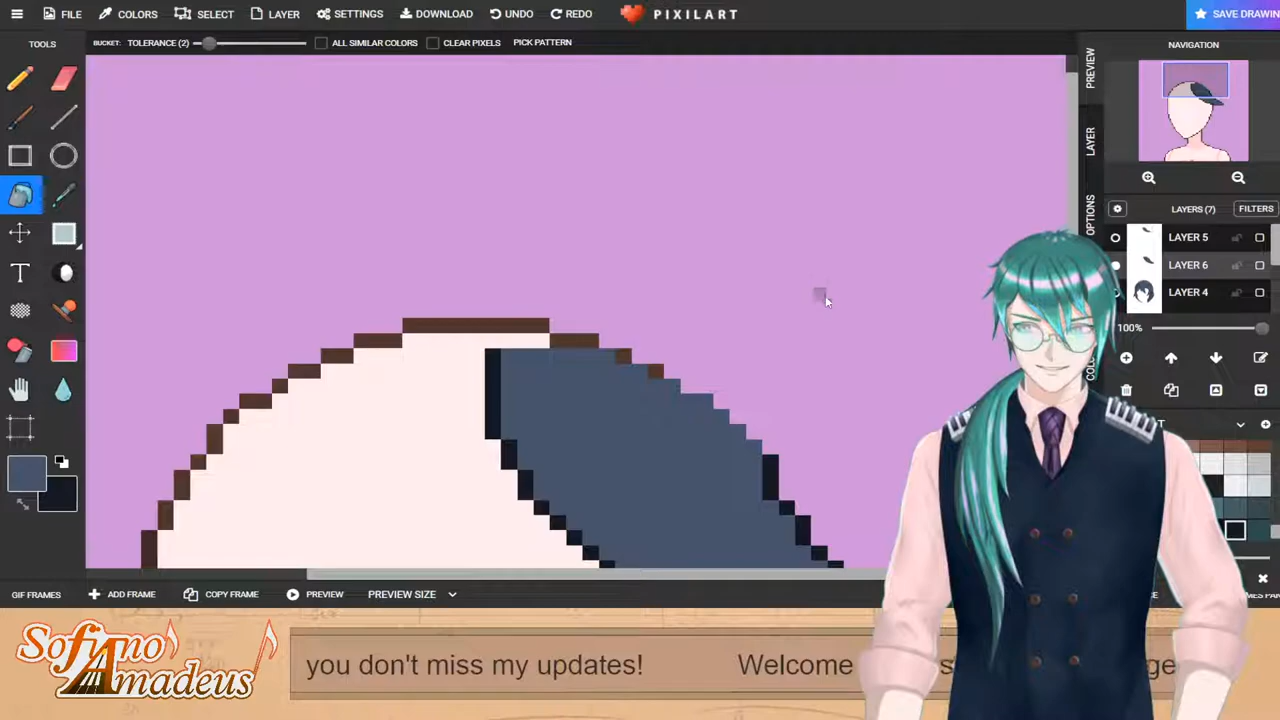 FILE COLORS SELECT LAYER SETTINGS DOWNLOAD UNDO REDO PIXILART SAVE DRAWIN
TOOLS
BUCKET: TOLERANCE (2) ALL SIMILAR COLORS CLEAR PIXELS PICK PATTERN
NAVIGATION
PREVIEW
LAYER
OPTIONS
LAYERS (7) FILTERS
LAYER 5
LAYER 6
LAYER 4
100%
GIF FRAMES ADD FRAME COPY FRAME PREVIEW PREVIEW SIZE
Sofiano
Amadeus
you don't miss my updates! Welcome